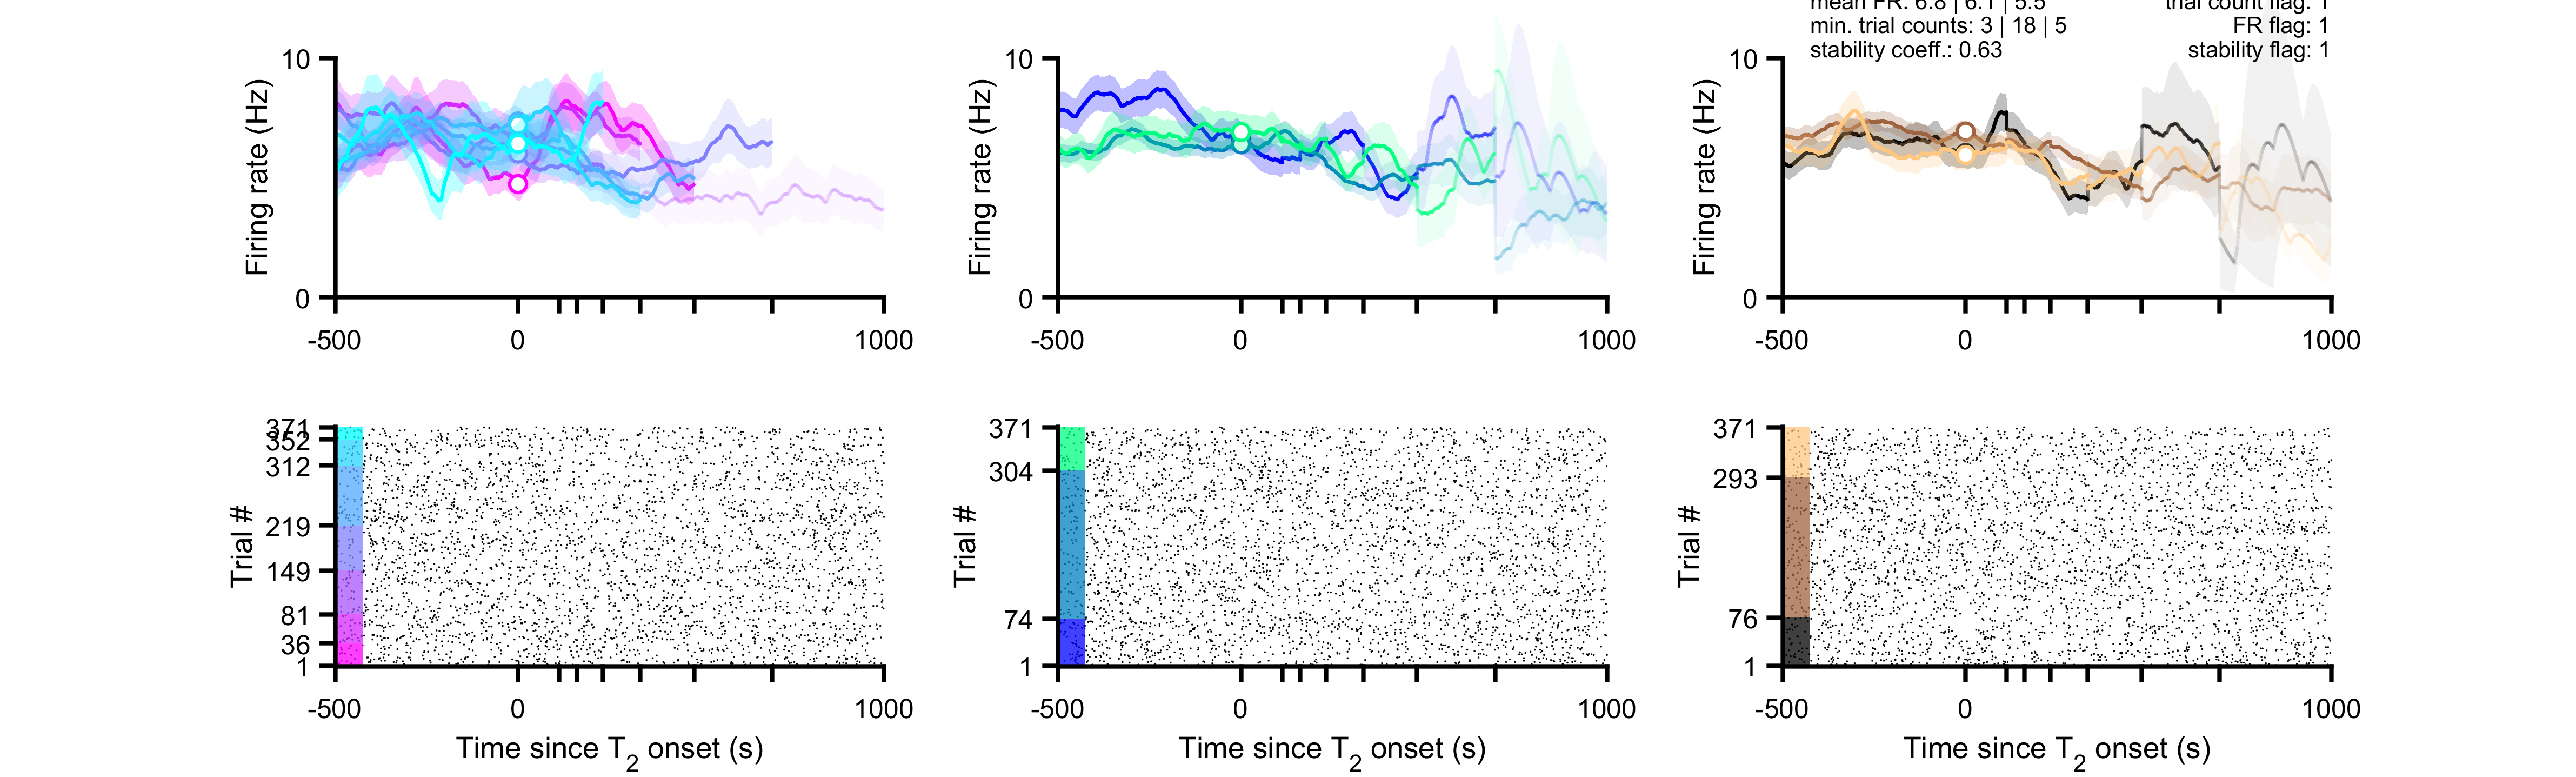 mean FR: 6.8 | 6.1 | 5.5
trial count flag: 1
min. trial counts: 3 | 18 | 5
FR flag: 1
stability coeff.: 0.63
stability flag: 1
10
0
Firing rate (Hz)
-500
0
1000
10
0
Firing rate (Hz)
-500
0
1000
10
0
Firing rate (Hz)
-500
0
1000
371
352
312
219
149
81
36
1
Trial #
-500
0
1000
Time since T2 onset (s)
371
304
74
1
Trial #
-500
0
1000
Time since T2 onset (s)
371
293
76
1
Trial #
-500
0
1000
Time since T2 onset (s)